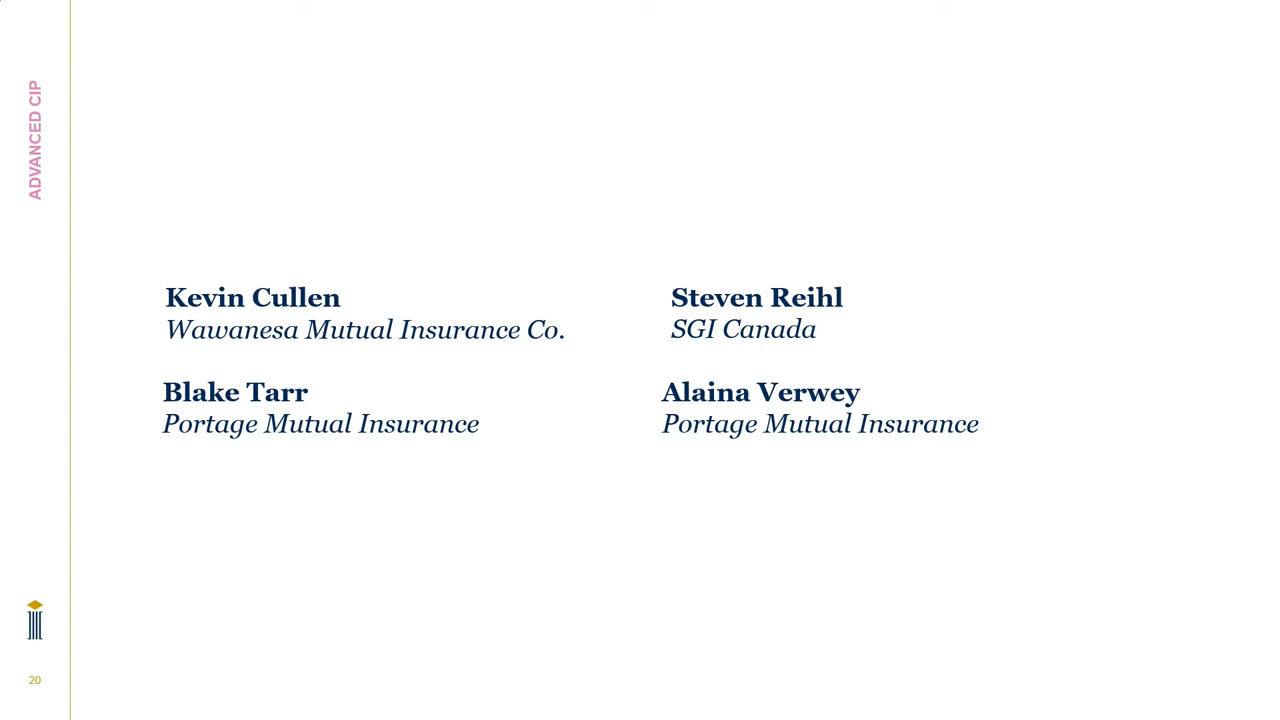 ADVANCED CIP
Kevin Cullen
Wawanesa Mutual Insurance Co.
Steven Reihl
SGI Canada
Blake Tarr
Portage Mutual Insurance
Alaina Verwey
Portage Mutual Insurance
20